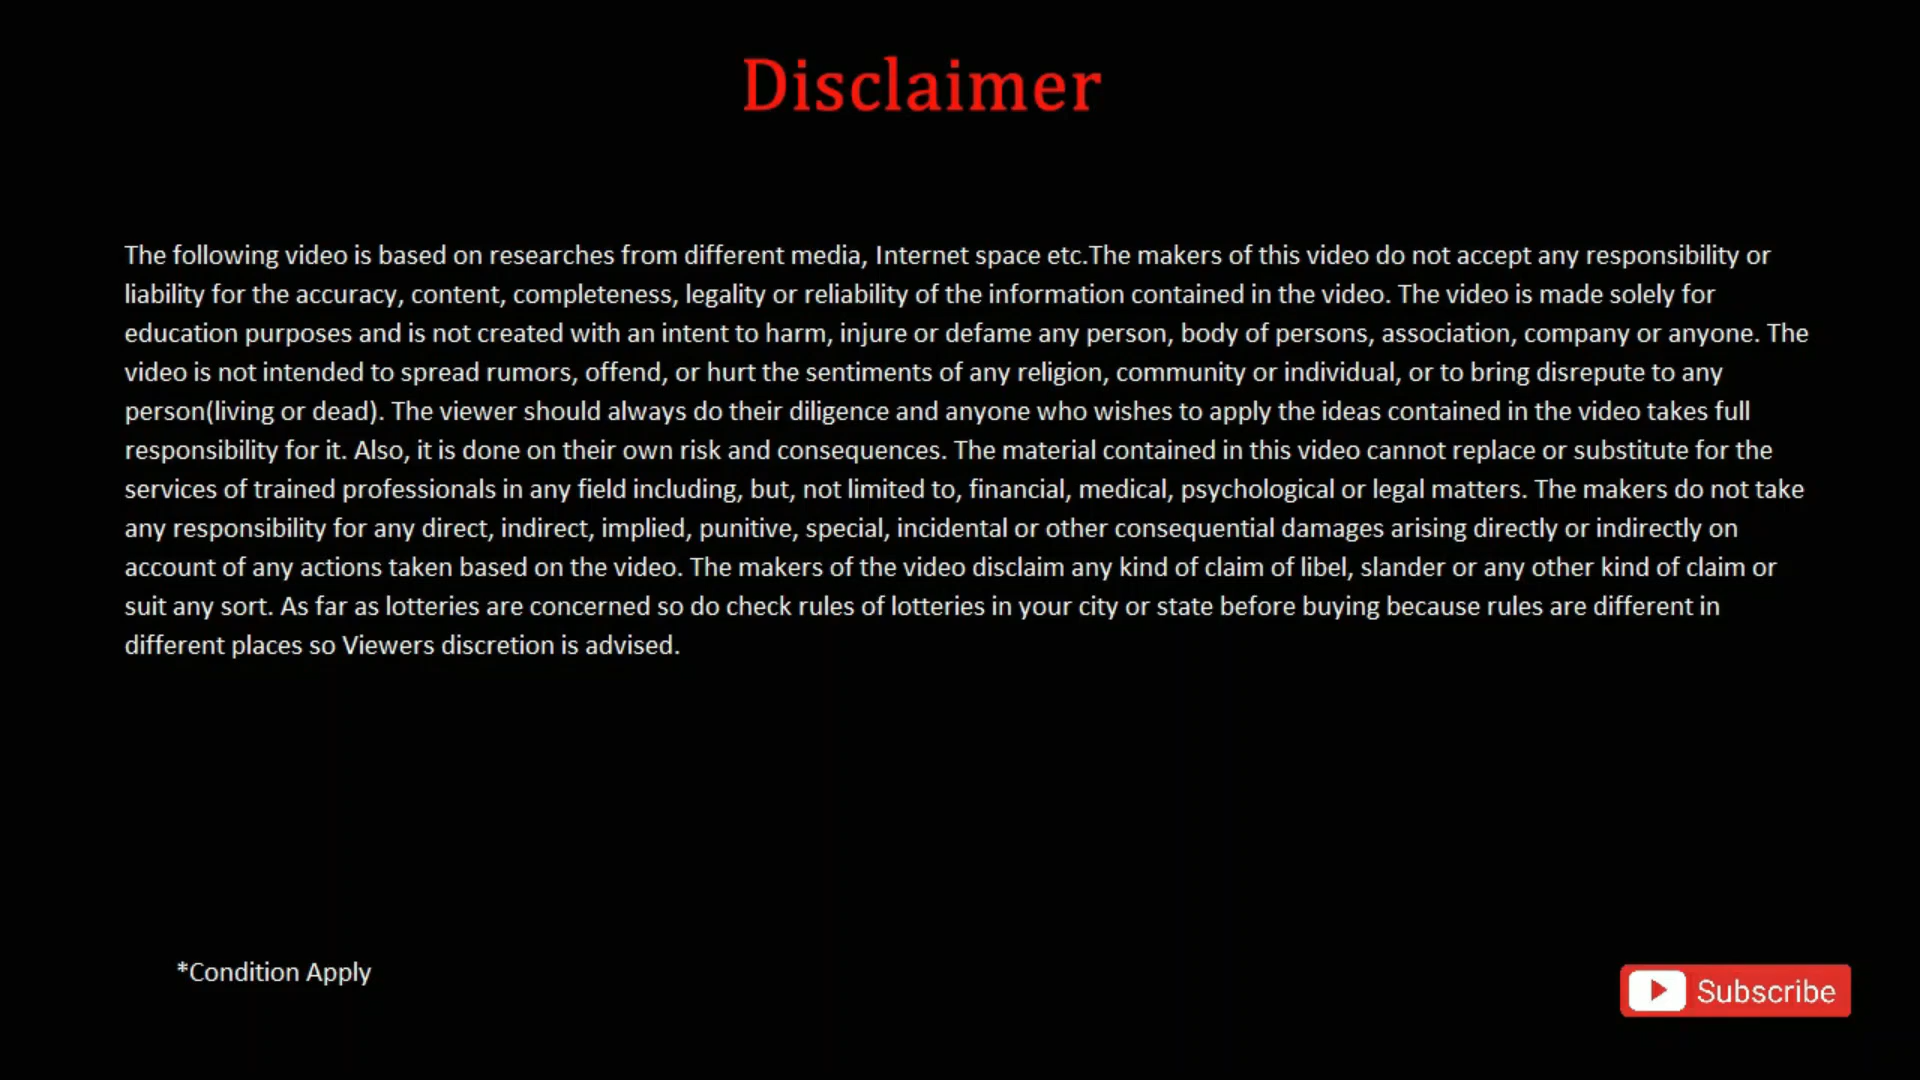 Disclaimer
The following video is based on researches from different media, Internet space etc.The makers of this video do not accept any responsibility or
liability for the accuracy, content, completeness, legality or reliability of the information contained in the video. The video is made solely for
education purposes and is not created with an intent to harm, injure or defame any person, body of persons, association, company or anyone. The
video is not intended to spread rumors, offend, or hurt the sentiments of any religion, community or individual, or to bring disrepute to any
person(living or dead). The viewer should always do their diligence and anyone who wishes to apply the ideas contained in the video takes full
responsibility for it. Also, it is done on their own risk and consequences. The material contained in this video cannot replace or substitute for the
services of trained professionals in any field including, but, not limited to, financial, medical, psychological or legal matters. The makers do not take
any responsibility for any direct, indirect, implied, punitive, special, incidental or other consequential damages arising directly or indirectly on
account of any actions taken based on the video. The makers of the video disclaim any kind of claim of libel, slander or any other kind of claim or
suit any sort. As far as lotteries are concerned so do check rules of lotteries in your city or state before buying because rules are different in
different places so Viewers discretion is advised.
*Condition Apply
Subscribe